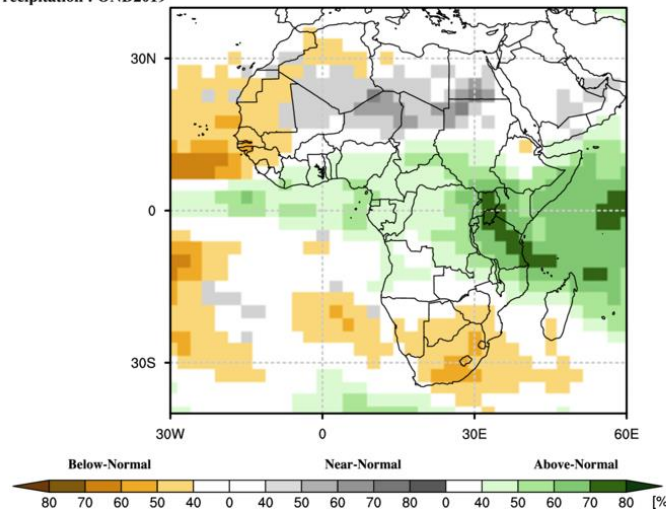 recipitation : OND2019
30N
0
30S
30W 0 30E 60E
Below-Normal Near-Normal Above-Normal
80 70 60 50 40 0 40 50 60 70 80 0 40 50 60 70 80 [%